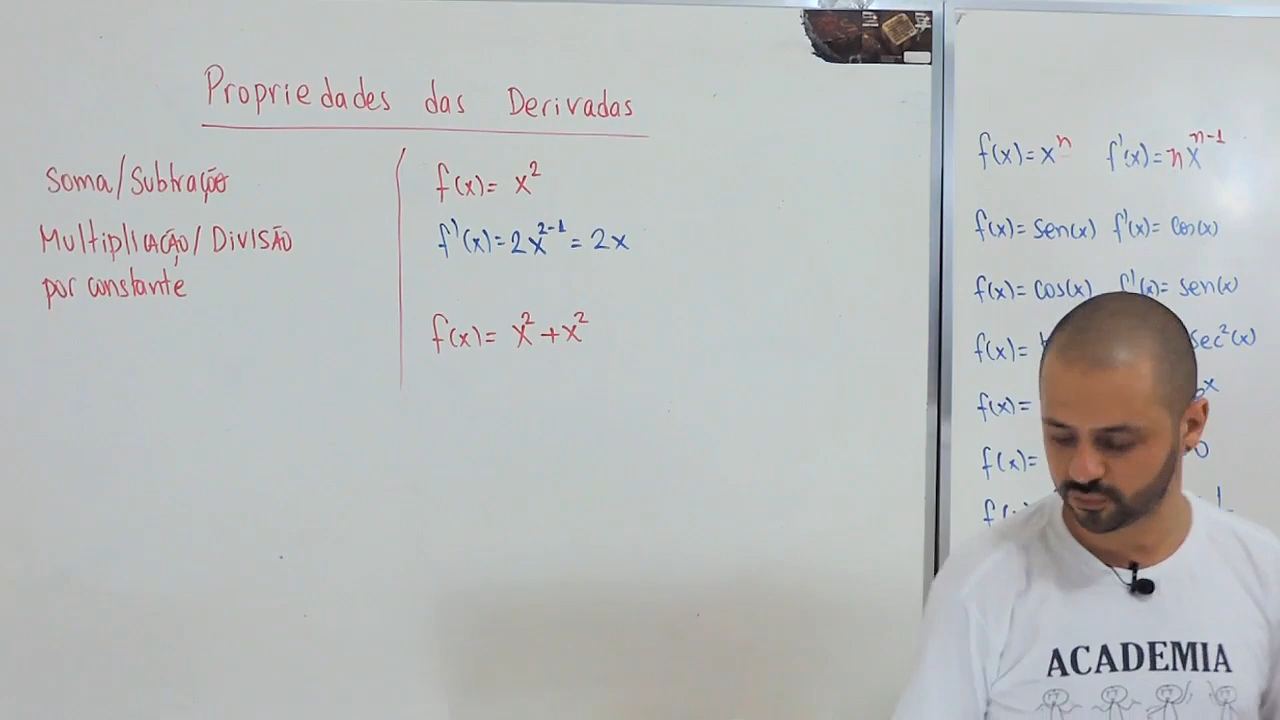 Propriedades das Derivadas
Soma/Subtração
Multiplicação/Divisão
por constante
f(x)= x²
f'(x)=2x²⁻¹ = 2x
f(x)= x²+x²
f(x)=xⁿ f'(x)=nxⁿ⁻¹
f(x)=sen(x) f'(x)=cos(x)
f(x)=cos(x) f'(x)= sen(x)
f(x)= sec²(x)
f(x)= x
f(x)= 0
ACADEMIA